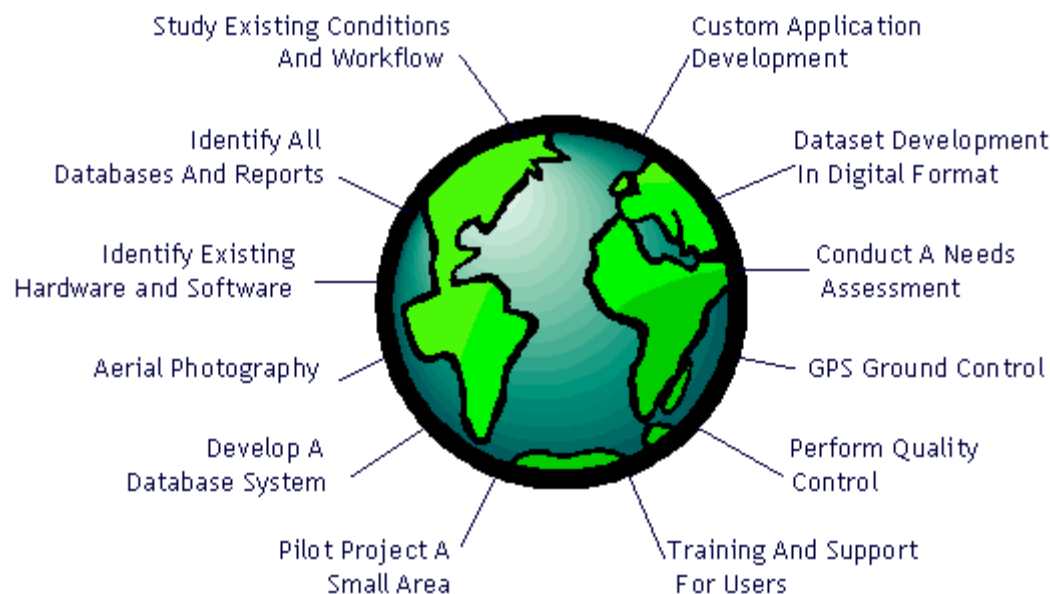 Study Existing Conditions
And Workflow
Identify All
Databases And Reports
Identify Existing
Hardware and Software
Aerial Photography
Develop A
Database System
Pilot Project A
Small Area
Custom Application
Development
Dataset Development
In Digital Format
Conduct A Needs
Assessment
GPS Ground Control
Perform Quality
Control
Training And Support
For Users